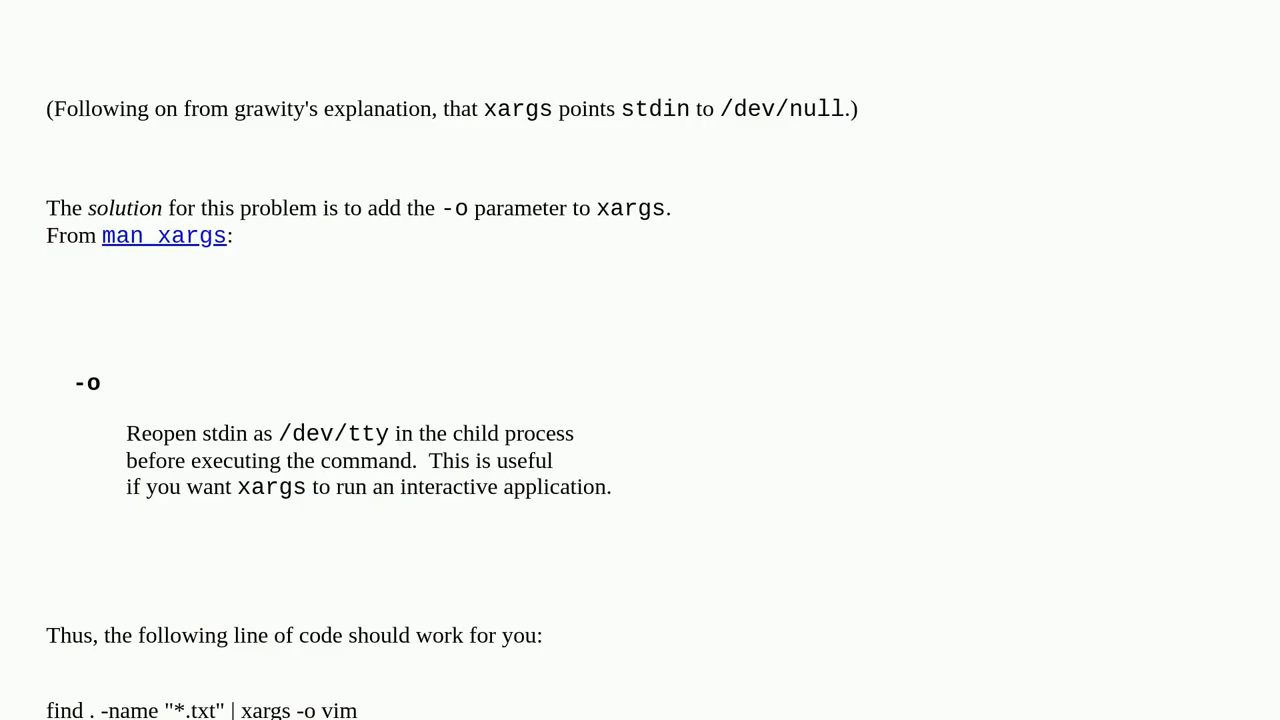 (Following on from grawity's explanation, that xargs points stdin to /dev/null.)
The solution for this problem is to add the -o parameter to xargs.
From man xargs:
-o
Reopen stdin as /dev/tty in the child process
before executing the command.  This is useful
if you want xargs to run an interactive application.
Thus, the following line of code should work for you:
find . -name "*.txt" | xargs -o vim